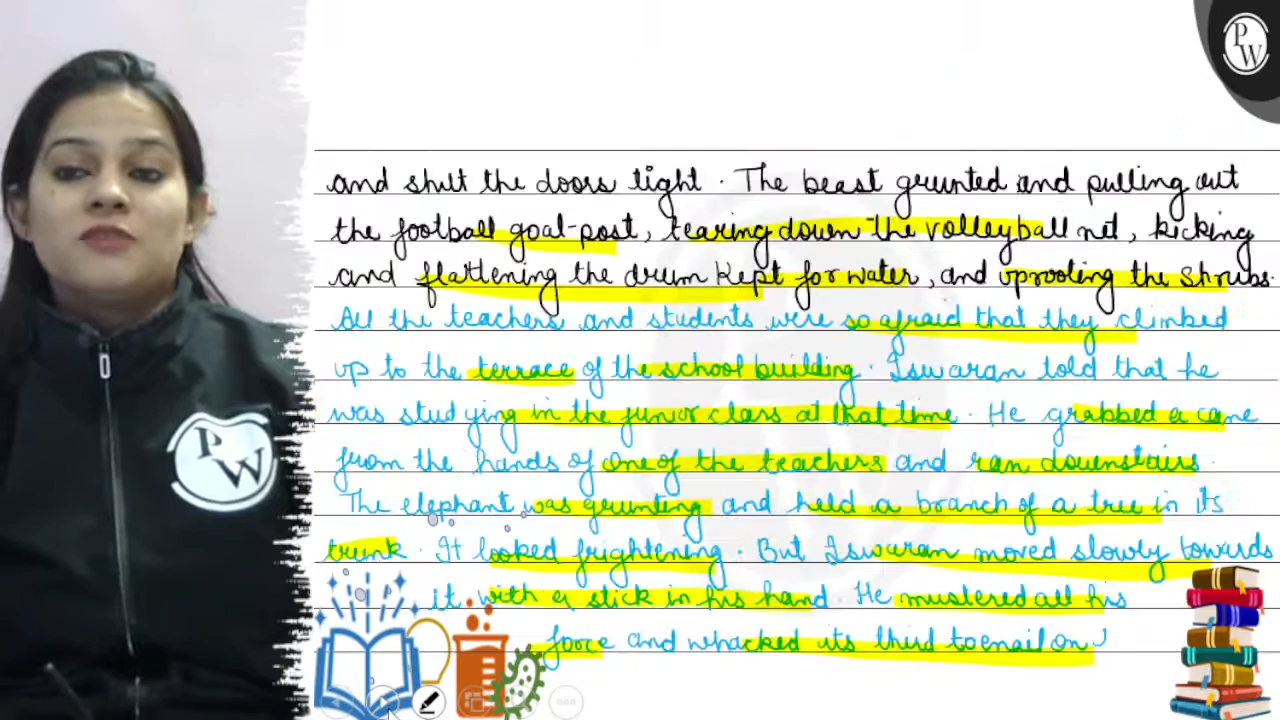 P
W
and shut the doors tight. The beast grunted and pulling out
the football goal-post, tearing down the volleyball net, kicking
and flattening the drum kept for water, and uprooting the shrubs.
All the teachers and students were so afraid that they climbed
up to the terrace of the school building. Iswaran told that he
was studying in the junior class at that time. He grabbed a cane
from the hands of one of the teachers and ran downstairs.
The elephant was grunting and held a branch of a tree in its
trunk. It looked frightening. But Iswaran moved slowly towards
it with a stick in his hand. He mustered all his
force and whacked its third toenail on
P
W